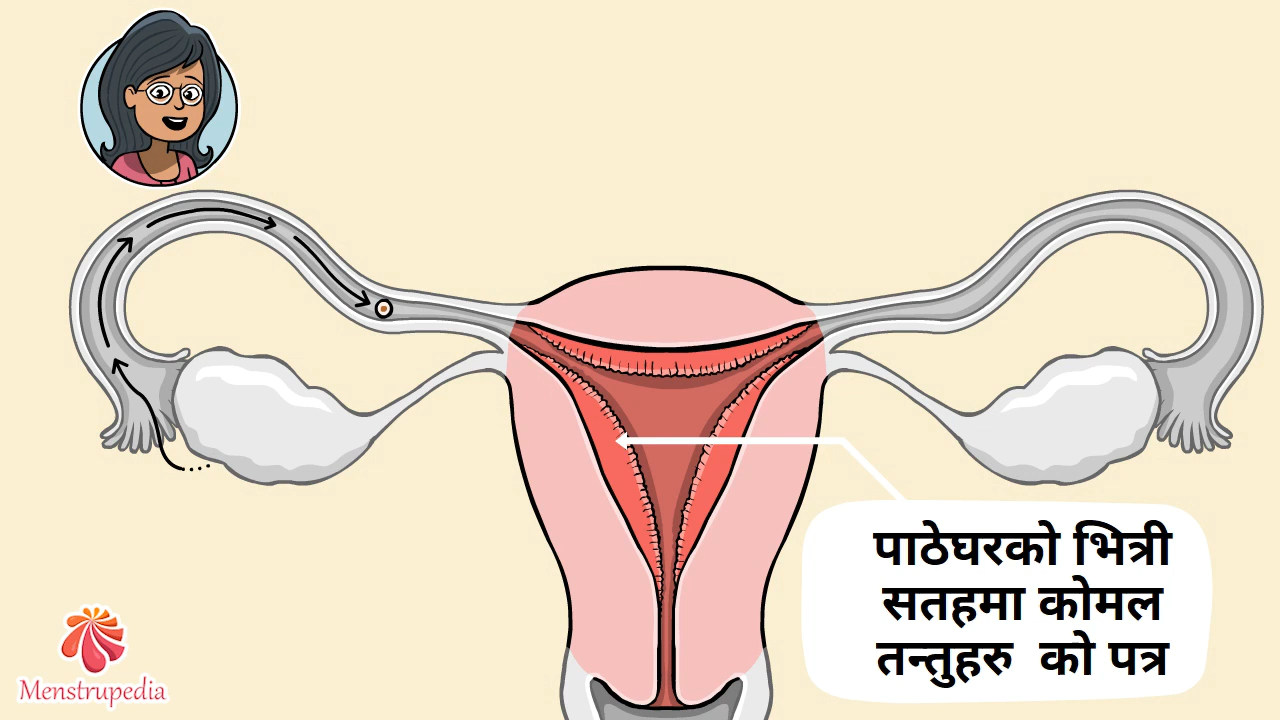 पाठेघरको भित्री
सतहमा कोमल
तन्तुहरु को पत्र
Menstrupedia